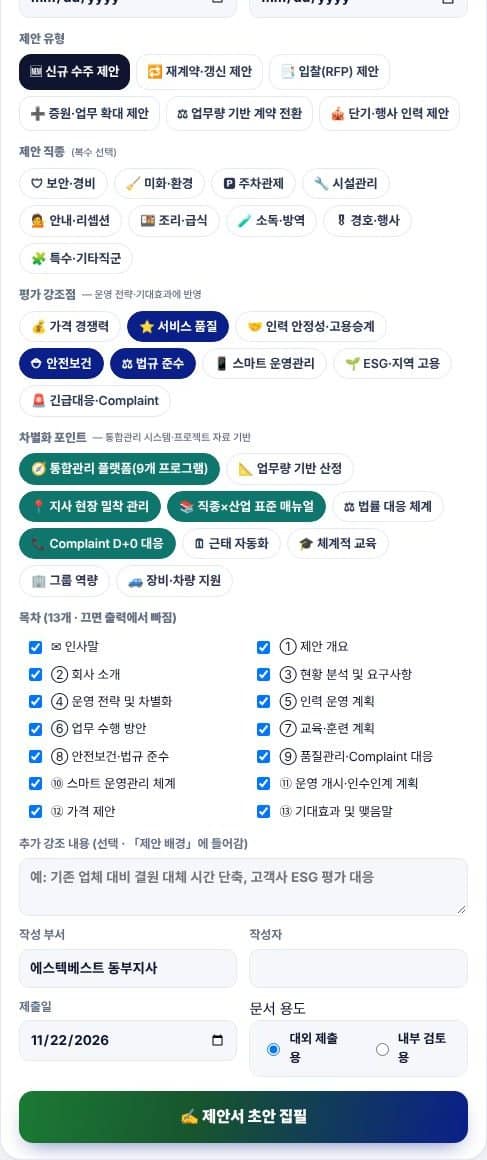 mm/dd/yyyy mm/dd/yyyy
제안 유형
🆕 신규 수주 제안 🔁 재계약·갱신 제안 📑 입찰(RFP) 제안
➕ 증원·업무 확대 제안 ⚖ 업무량 기반 계약 전환 🎪 단기·행사 인력 제안
제안 직종 (복수 선택)
🛡 보안·경비 🧹 미화·환경 🅿 주차관제 🔧 시설관리
💁 안내·리셉션 🍱 조리·급식 🧪 소독·방역 🎖 경호·행사
🧩 특수·기타직군
평가 강조점 — 운영 전략·기대효과에 반영
💰 가격 경쟁력 ⭐ 서비스 품질 🤝 인력 안정성·고용승계
⛑ 안전보건 ⚖ 법규 준수 📱 스마트 운영관리 🌱 ESG·지역 고용
🚨 긴급대응·Complaint
차별화 포인트 — 통합관리 시스템·프로젝트 자료 기반
🧭 통합관리 플랫폼(9개 프로그램) 📐 업무량 기반 산정
📍 지사 현장 밀착 관리 📚 직종×산업 표준 매뉴얼 ⚖ 법률 대응 체계
📞 Complaint D+0 대응 🗓 근태 자동화 🎓 체계적 교육
🏢 그룹 역량 🚙 장비·차량 지원
목차 (13개 · 끄면 출력에서 빠짐)
✉ 인사말 ① 제안 개요
② 회사 소개 ③ 현황 분석 및 요구사항
④ 운영 전략 및 차별화 ⑤ 인력 운영 계획
⑥ 업무 수행 방안 ⑦ 교육·훈련 계획
⑧ 안전보건·법규 준수 ⑨ 품질관리·Complaint 대응
⑩ 스마트 운영관리 체계 ⑪ 운영 개시·인수인계 계획
⑫ 가격 제안 ⑬ 기대효과 및 맺음말
추가 강조 내용 (선택 · 「제안 배경」에 들어감)
예: 기존 업체 대비 결원 대체 시간 단축, 고객사 ESG 평가 대응
작성 부서 작성자
에스텍베스트 동부지사
제출일 문서 용도
11/22/2026 대외 제출용 내부 검토용
✍ 제안서 초안 집필